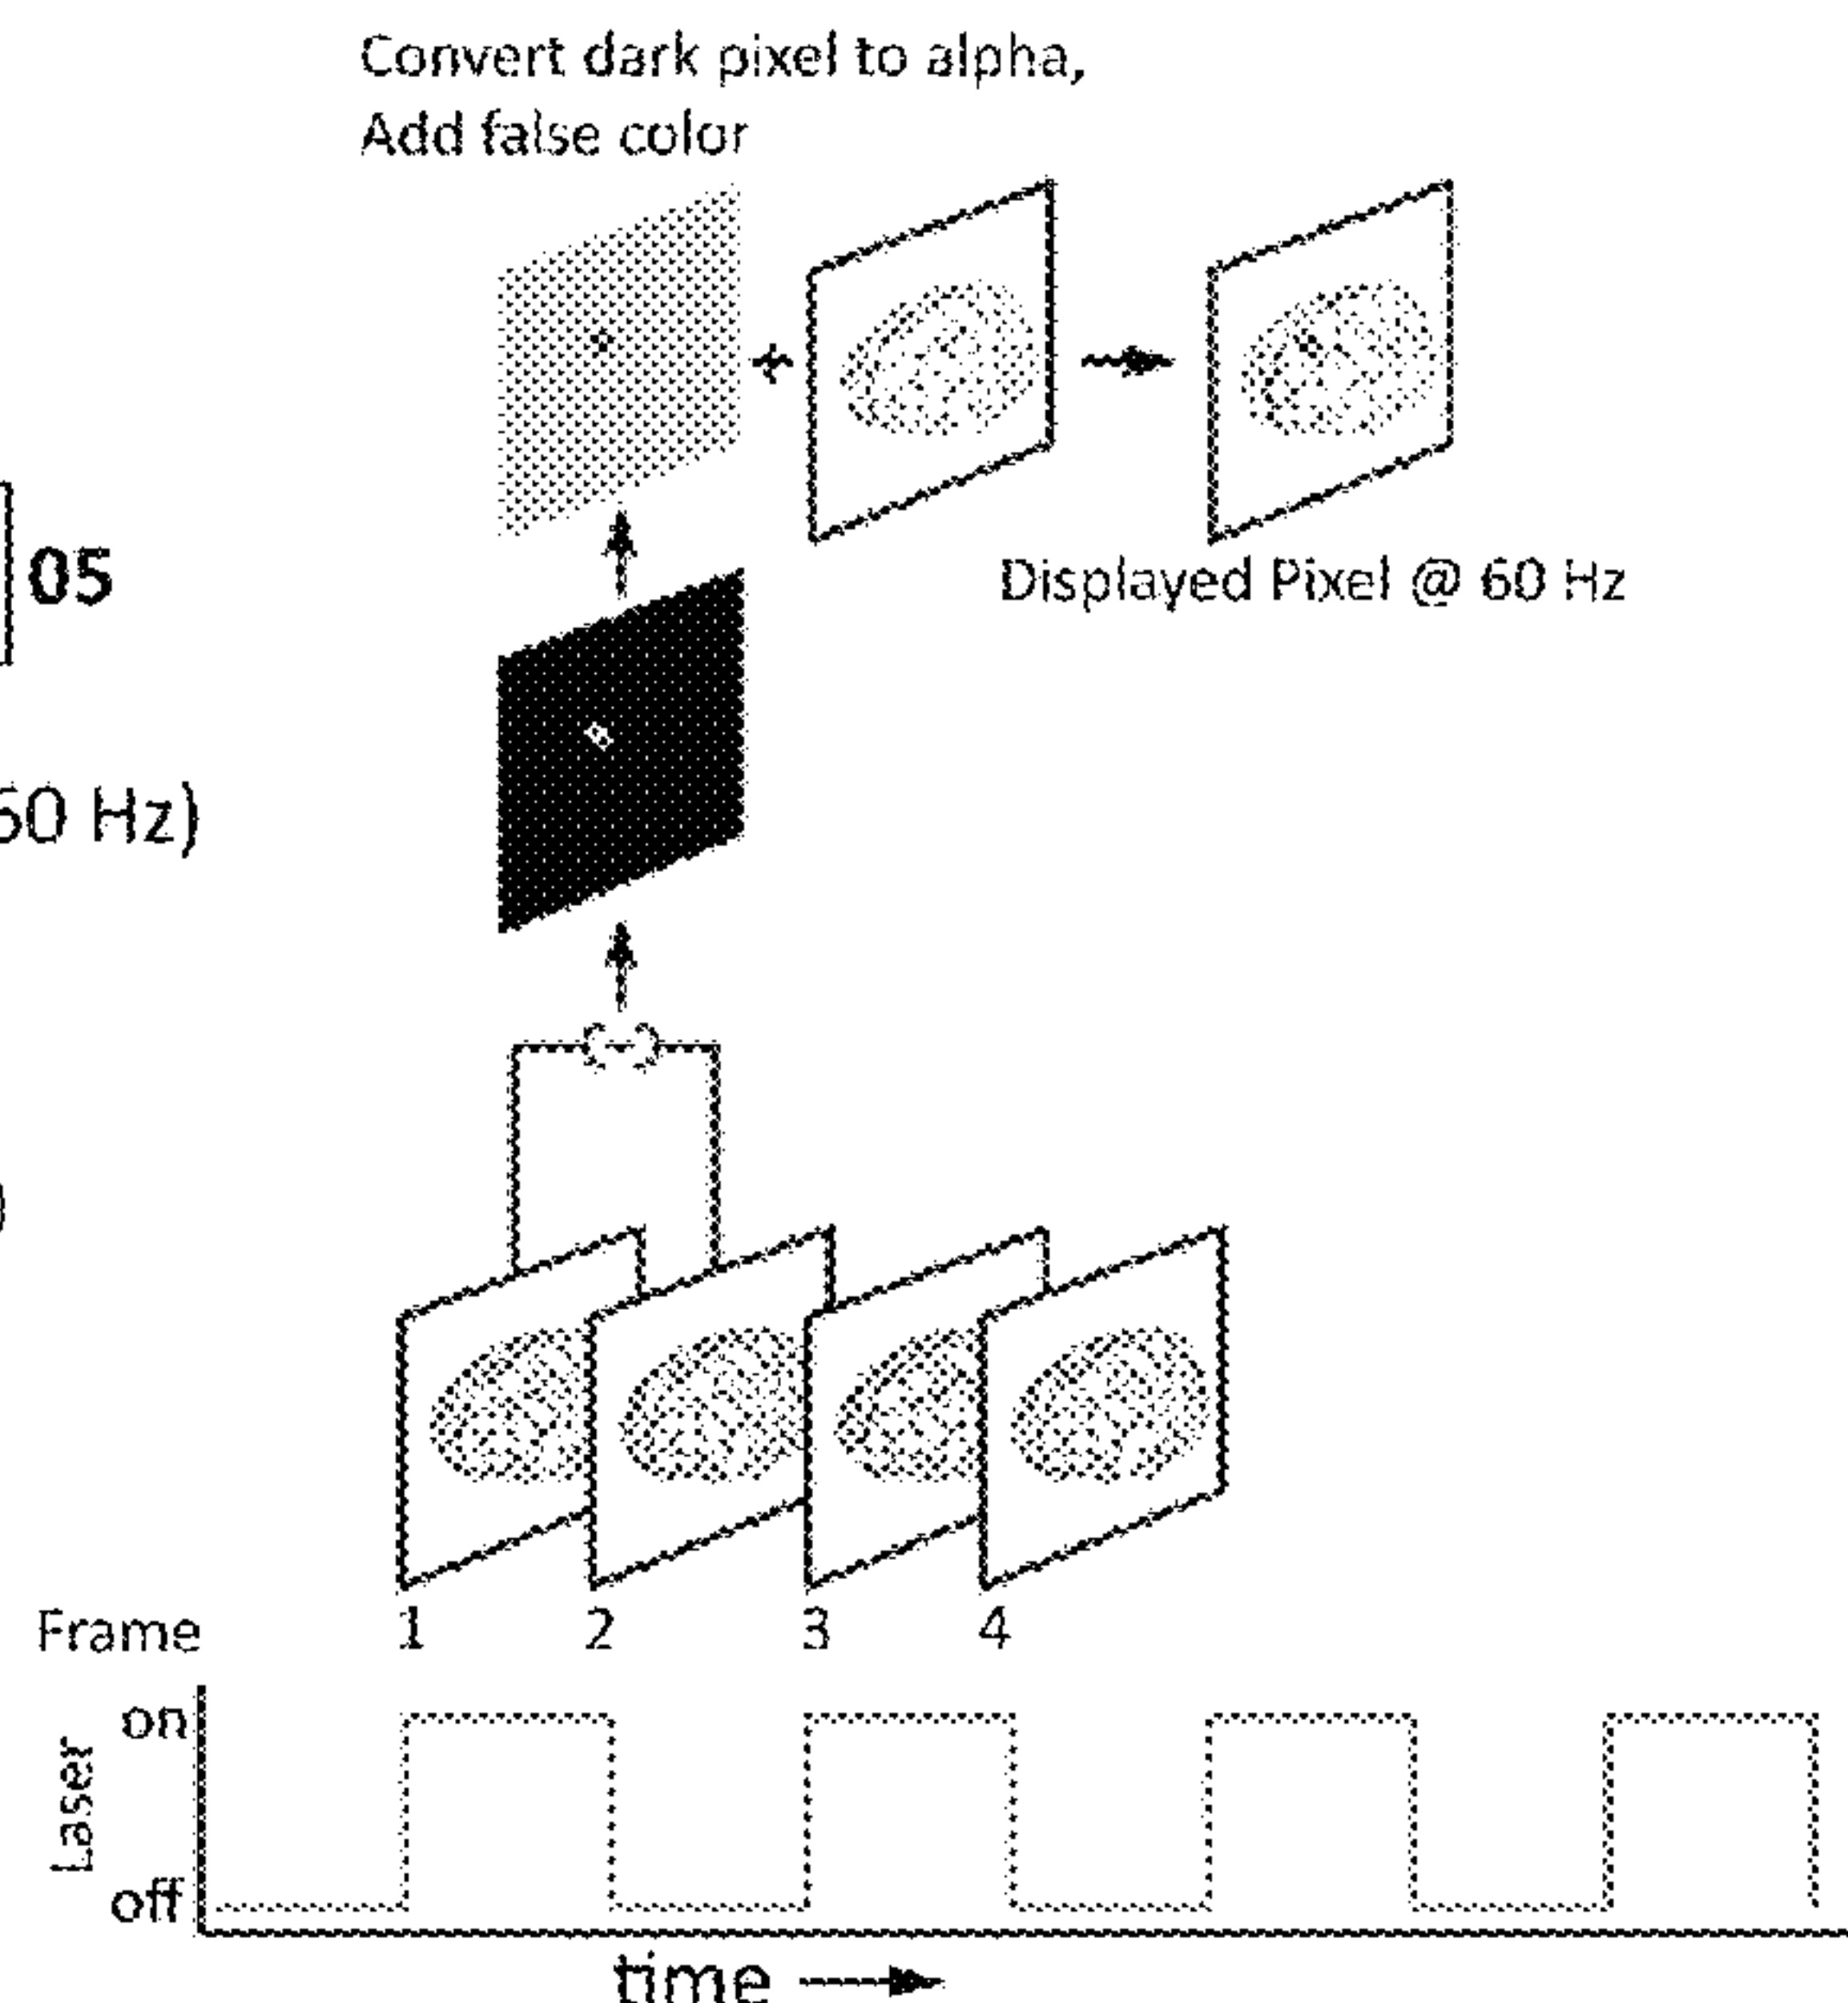 Convert dark pixel to alpha,
Add false color
05
Displayed Pixel @ 60 Hz
60 Hz)
)
Frame 1 2 3 4
on
Laser
off
time